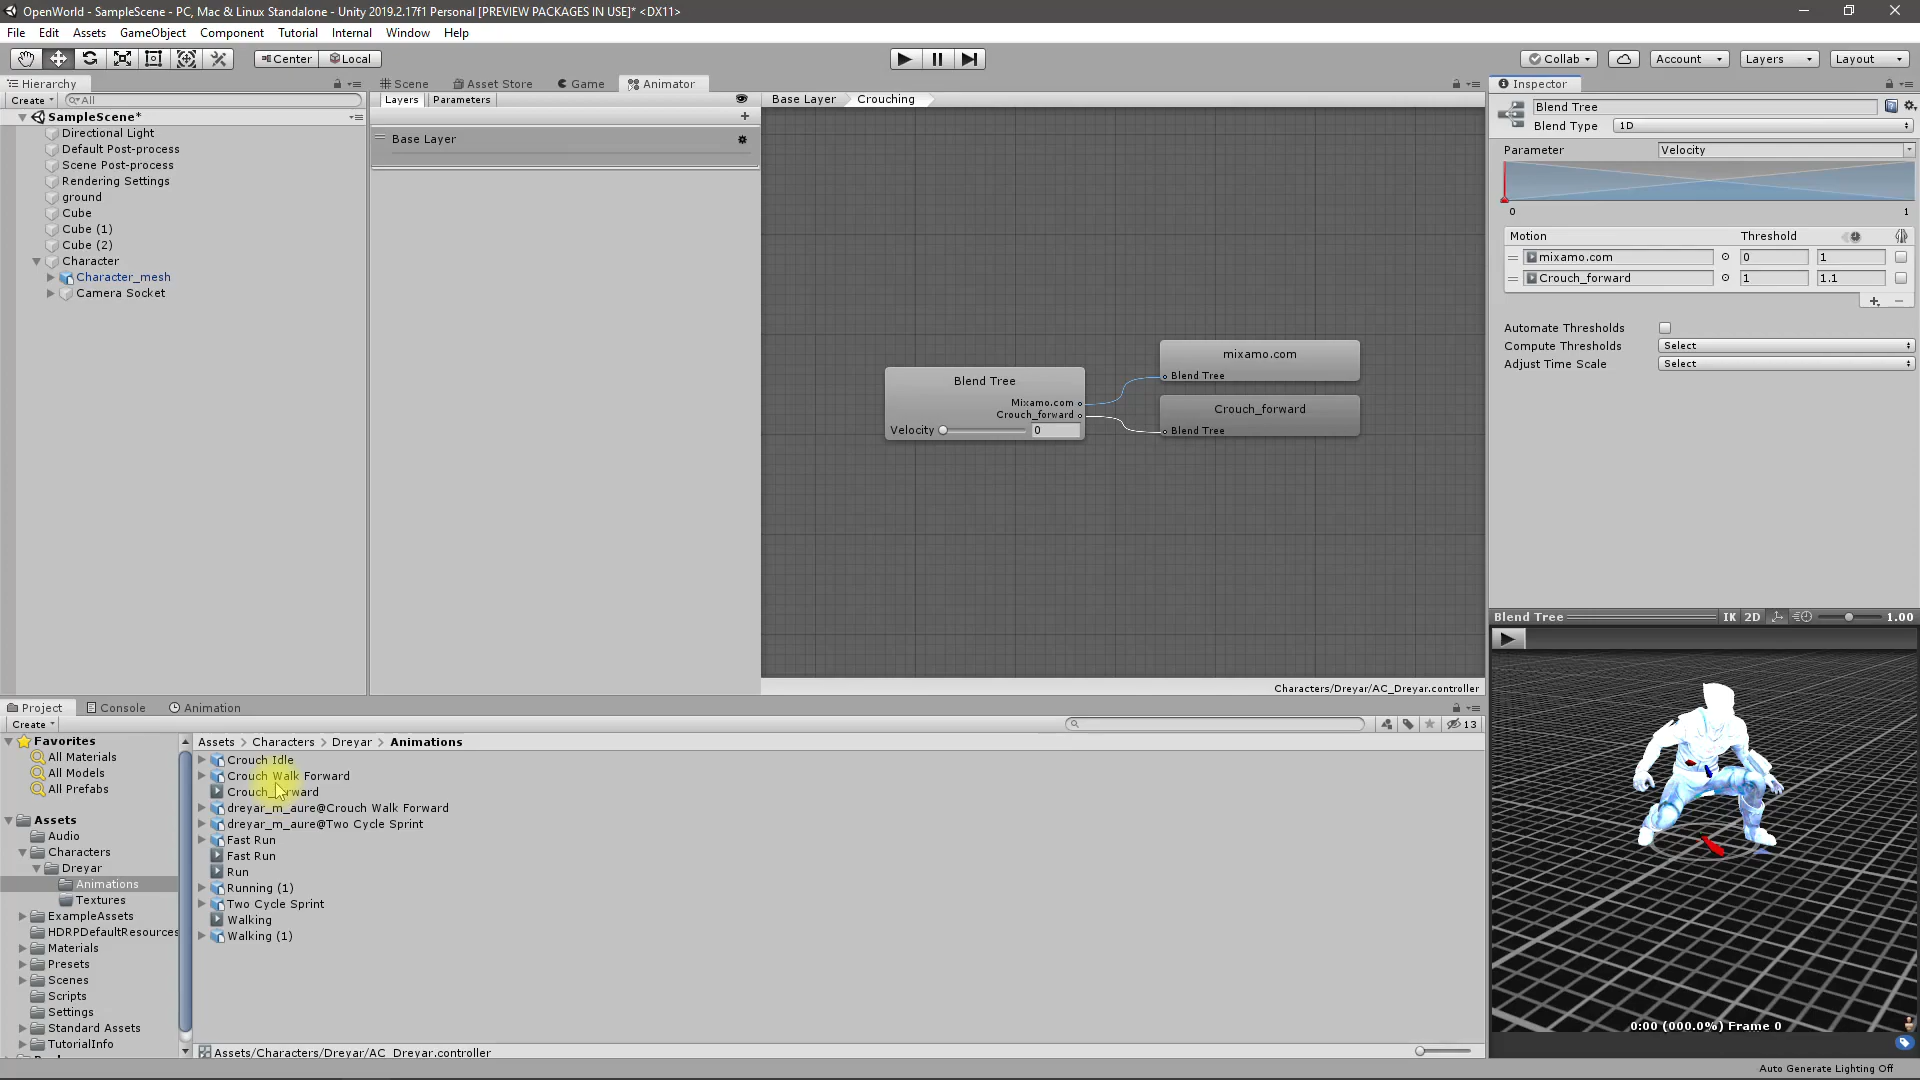 OpenWorld - SampleScene - PC, Mac & Linux Standalone - Unity 2019.2.17f1 Personal [PREVIEW PACKAGES IN USE]* <DX11>
File Edit Assets GameObject Component Tutorial Internal Window Help
Center Local Collab Account Layers Layout
Hierarchy
Create All
SampleScene*
Directional Light
Default Post-process
Scene Post-process
Rendering Settings
ground
Cube
Cube (1)
Cube (2)
Character
Character_mesh
Camera Socket
Scene Asset Store Game Animator
Layers Parameters
Base Layer
Base Layer Crouching
Blend Tree
Mixamo.com
Crouch_forward
Velocity 0
mixamo.com
Blend Tree
Crouch_forward
Blend Tree
Characters/Dreyar/AC_Dreyar.controller
Inspector
Blend Tree
Blend Type 1D
Parameter Velocity
0 1
Motion Threshold
mixamo.com 0 1
Crouch_forward 1 1.1
Automate Thresholds
Compute Thresholds Select
Adjust Time Scale Select
Blend Tree IK 2D 1.00
0:00 (000.0%) Frame 0
Project Console Animation
Create 13
Favorites
All Materials
All Models
All Prefabs
Assets
Audio
Characters
Dreyar
Animations
Textures
ExampleAssets
HDRPDefaultResources
Materials
Presets
Scenes
Scripts
Settings
Standard Assets
TutorialInfo
Assets > Characters > Dreyar > Animations
Crouch Idle
Crouch Walk Forward
Crouch_forward
dreyar_m_aure@Crouch Walk Forward
dreyar_m_aure@Two Cycle Sprint
Fast Run
Fast Run
Run
Running (1)
Two Cycle Sprint
Walking
Walking (1)
Assets/Characters/Dreyar/AC_Dreyar.controller
Auto Generate Lighting Off